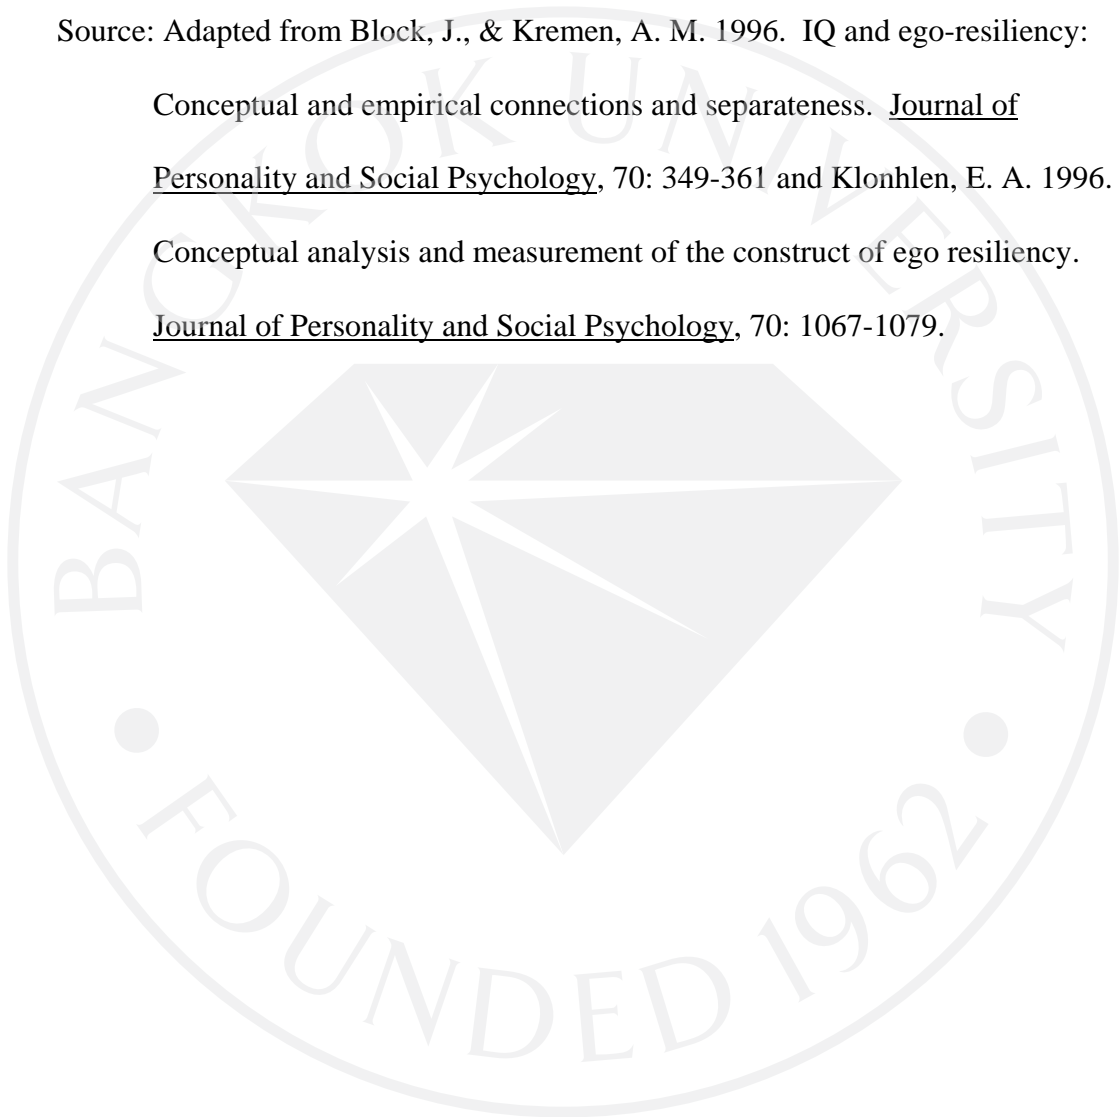 Source: Adapted from Block, J., & Kremen, A. M. 1996.  IQ and ego-resiliency:
Conceptual and empirical connections and separateness.  Journal of
Personality and Social Psychology, 70: 349-361 and Klonhlen, E. A. 1996.
Conceptual analysis and measurement of the construct of ego resiliency.
Journal of Personality and Social Psychology, 70: 1067-1079.
BANGKOK UNIVERSITY
FOUNDED 1962